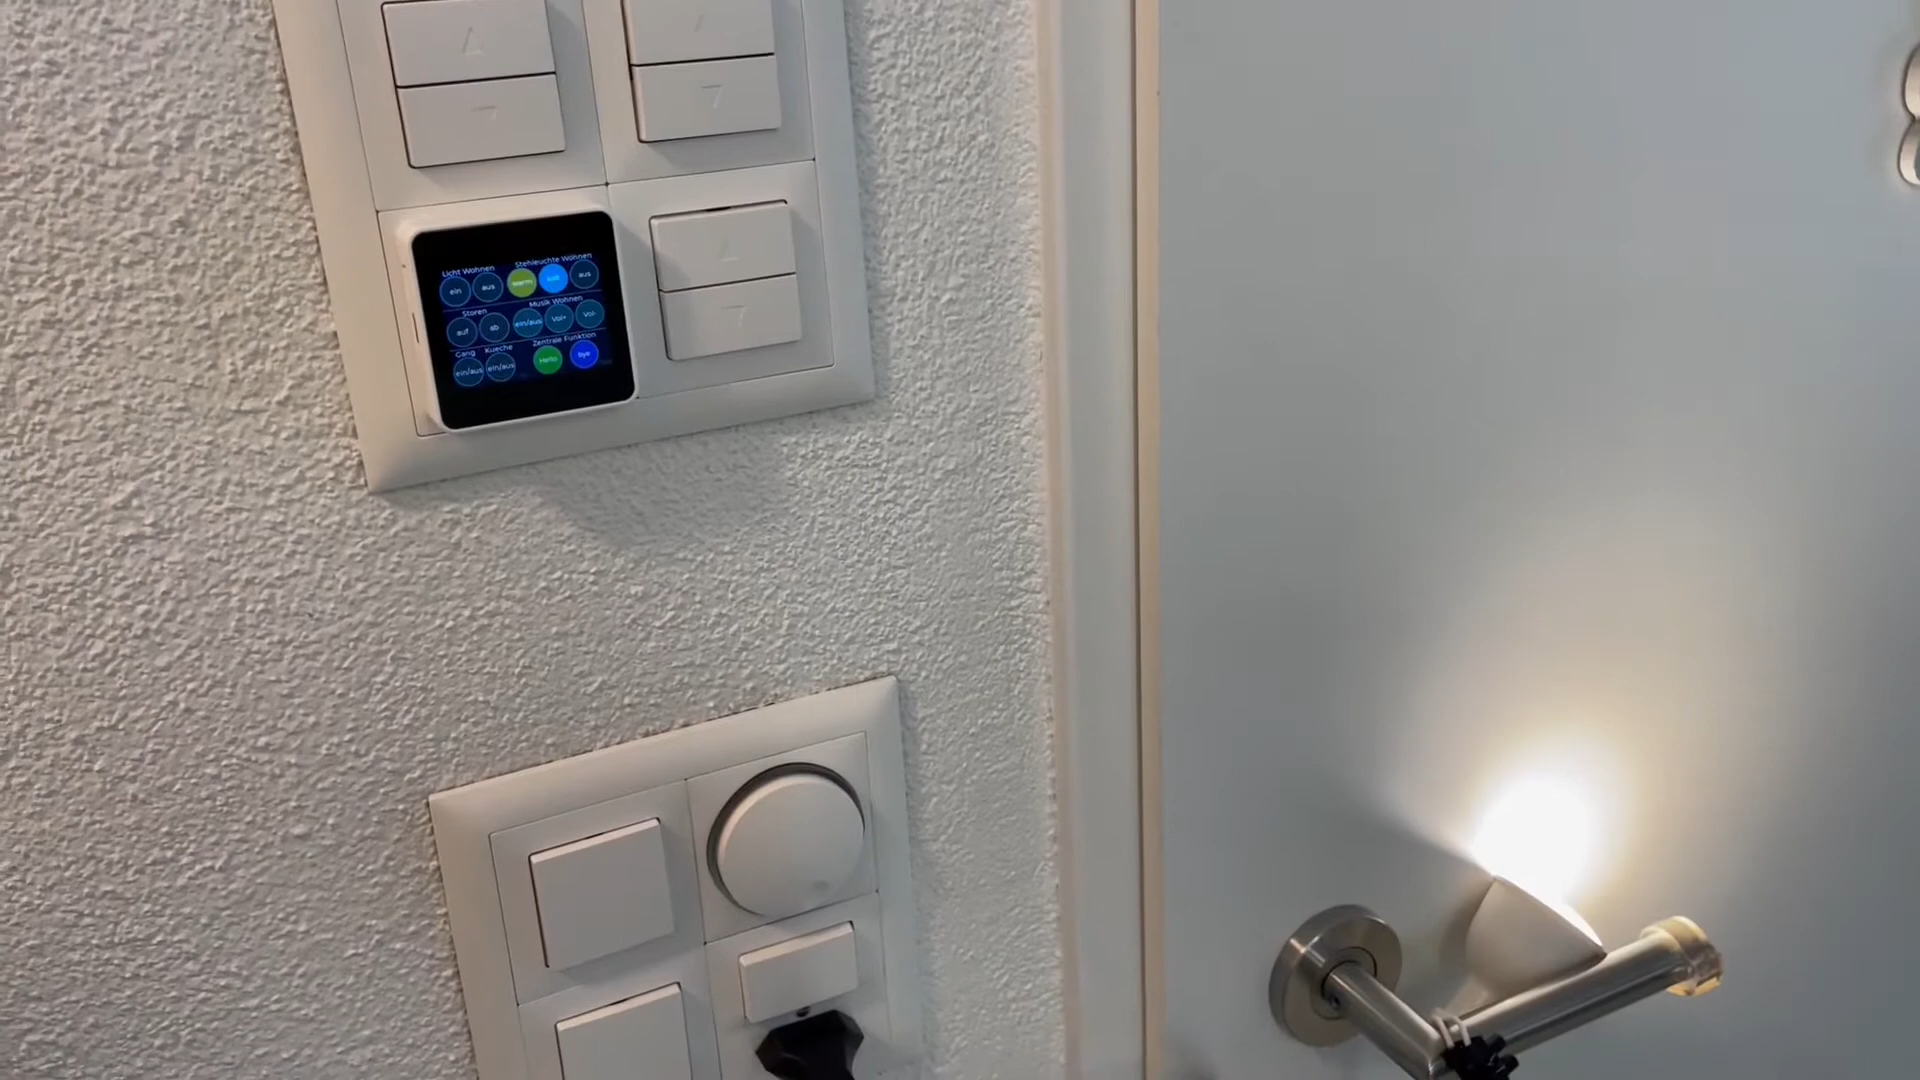 Licht Wohnen Stehleuchte Wohnen
ein aus warm kalt aus
Storen Musik Wohnen
auf ab ein/aus Vol+ Vol-
Gang Kueche Zentrale Funktion
ein/aus ein/aus Hello bye